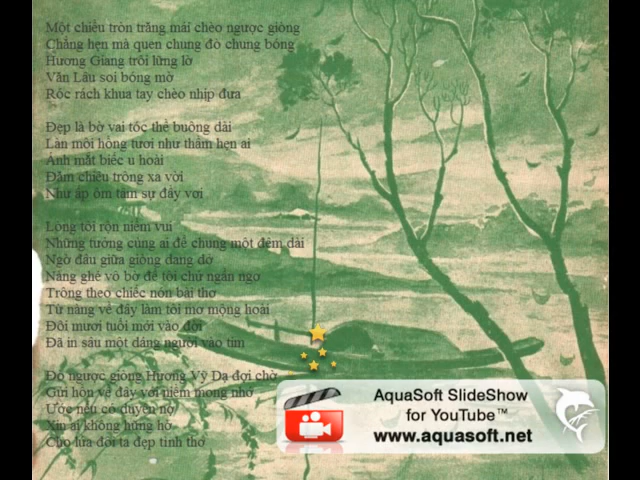 Một chiều tròn trăng mái chèo ngược giòng
Chẳng hẹn mà quen chung đò chung bóng
Hương Giang trôi lững lờ
Văn Lâu soi bóng mờ
Róc rách khua tay chèo nhịp đưa
Đẹp là bờ vai tóc thề buông dài
Làn môi hồng tươi như thầm hẹn ai
Ánh mắt biếc u hoài
Đăm chiêu trông xa vời
Như ấp ôm tâm sự đầy vơi
Lòng tôi rộn niềm vui
Những tưởng cùng ai đề chung một đêm dài
Ngờ đâu giữa giòng dang dở
Nàng ghé vô bờ để tôi chừ ngẩn ngơ
Trông theo chiếc nón bài thơ
Từ nàng về đây làm tôi mơ mộng hoài
Đôi mươi tuổi mới vào đời
Đã in sâu một dáng người vào tim
Đò ngược giòng Hương Vỹ Dạ đợi chờ
Gửi hồn về đây với niềm mong nhớ
Ước nếu có duyên nợ
Xin ai không hững hờ
Cho lứa đôi ta đẹp tình thơ
AquaSoft SlideShow
for YouTube™
www.aquasoft.net